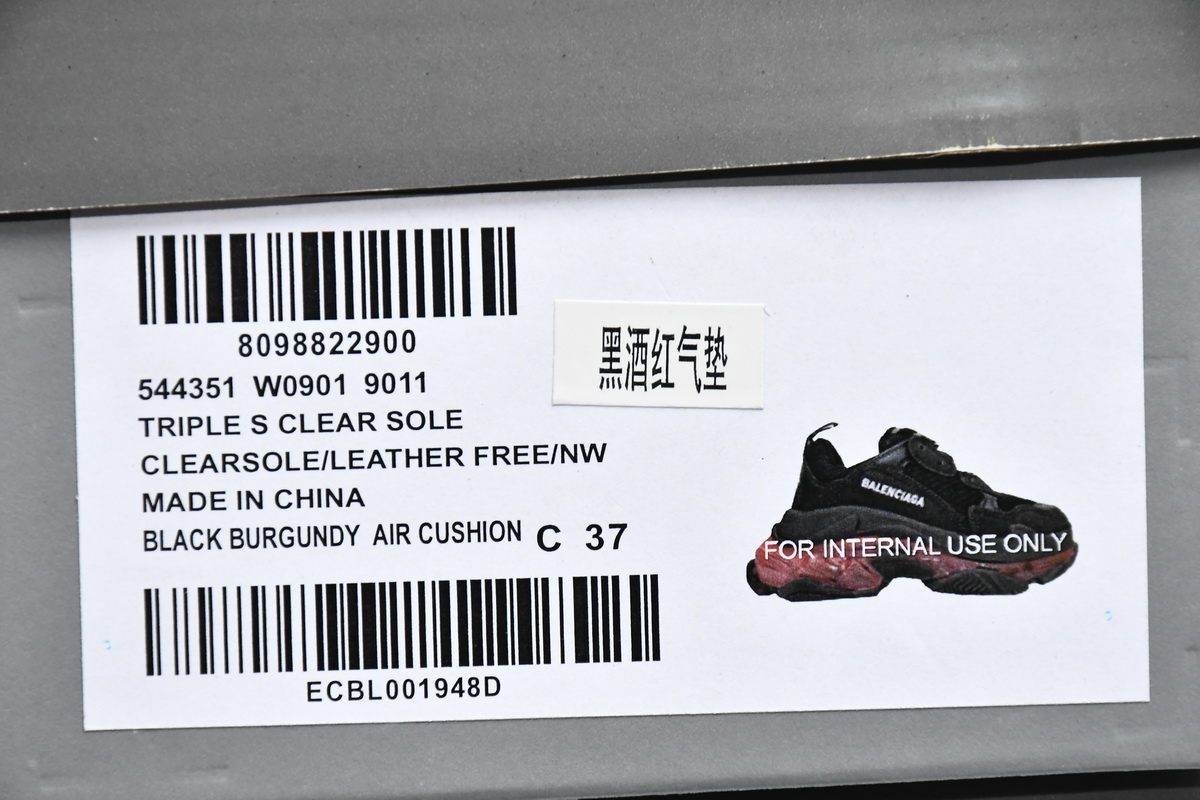 8098822900
544351 W0901 9011
TRIPLE S CLEAR SOLE
CLEARSOLE/LEATHER FREE/NW
MADE IN CHINA
BLACK BURGUNDY AIR CUSHION C 37
ECBL001948D
黑酒红气垫
BALENCIAGA
FOR INTERNAL USE ONLY